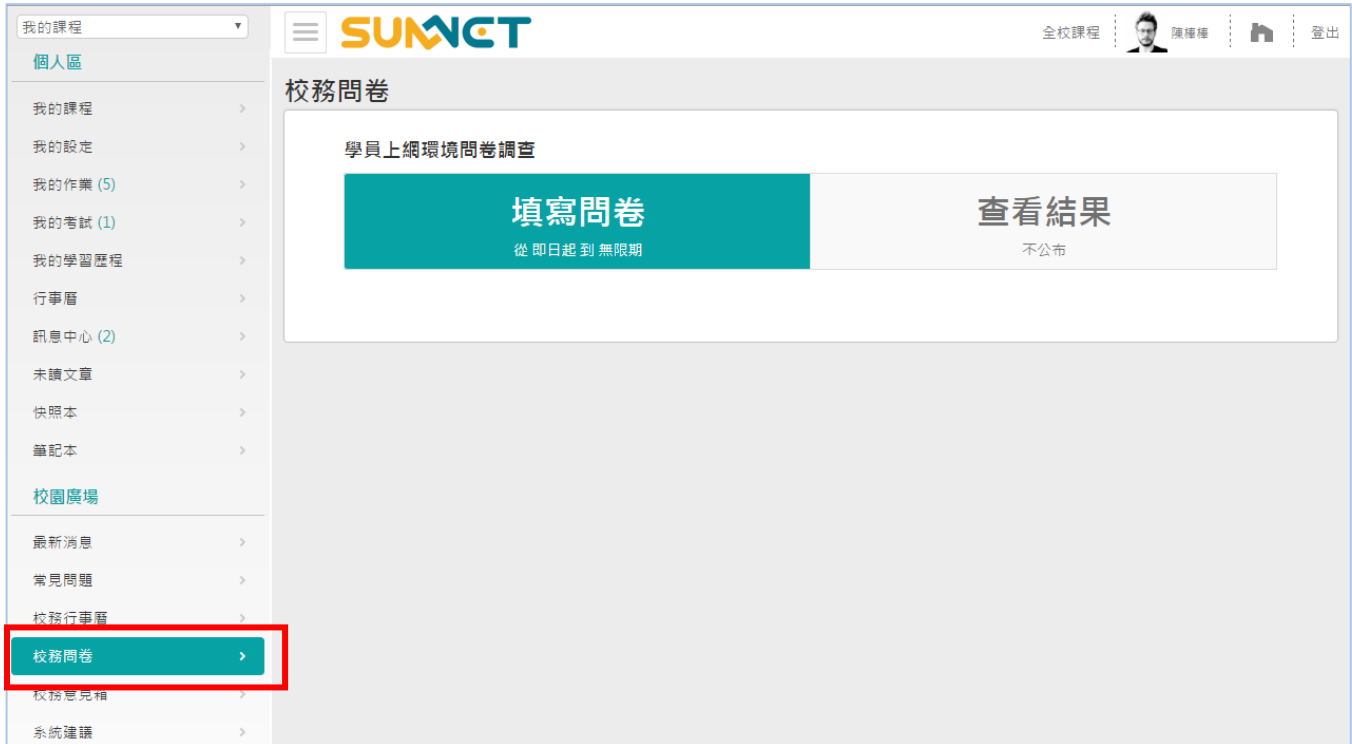 我的課程
個人區
我的課程
我的設定
我的作業 (5)
我的考試 (1)
我的學習歷程
行事曆
訊息中心 (2)
未讀文章
快照本
筆記本
校園廣場
最新消息
常見問題
校務行事曆
校務問卷
校務意見箱
系統建議
SUNNET
全校課程
陳棒棒
登出
校務問卷
學員上網環境問卷調查
填寫問卷
從 即日起 到 無限期
查看結果
不公布